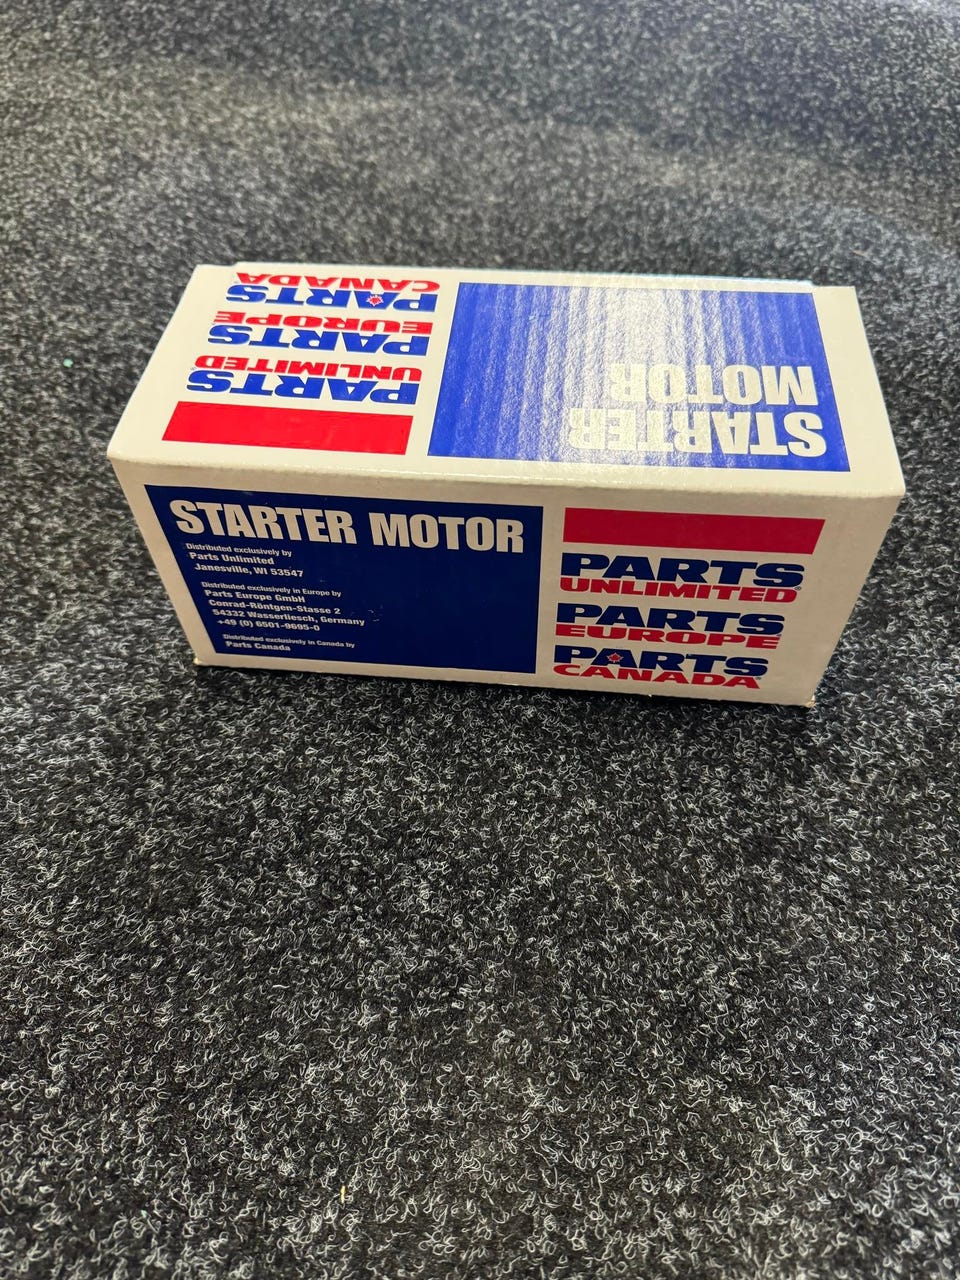 PARTS
CANADA
PARTS
EUROPE
PARTS
UNLIMITED®
STARTER
MOTOR
STARTER MOTOR
Distributed exclusively by
Parts Unlimited
Janesville, WI 53547
Distributed exclusively in Europe by
Parts Europe GmbH
Conrad-Röntgen-Stasse 2
54332 Wasserliesch, Germany
+49 (0) 6501-9695-0
Distributed exclusively in Canada by
Parts Canada
PARTS
UNLIMITED®
PARTS
EUROPE
PARTS
CANADA